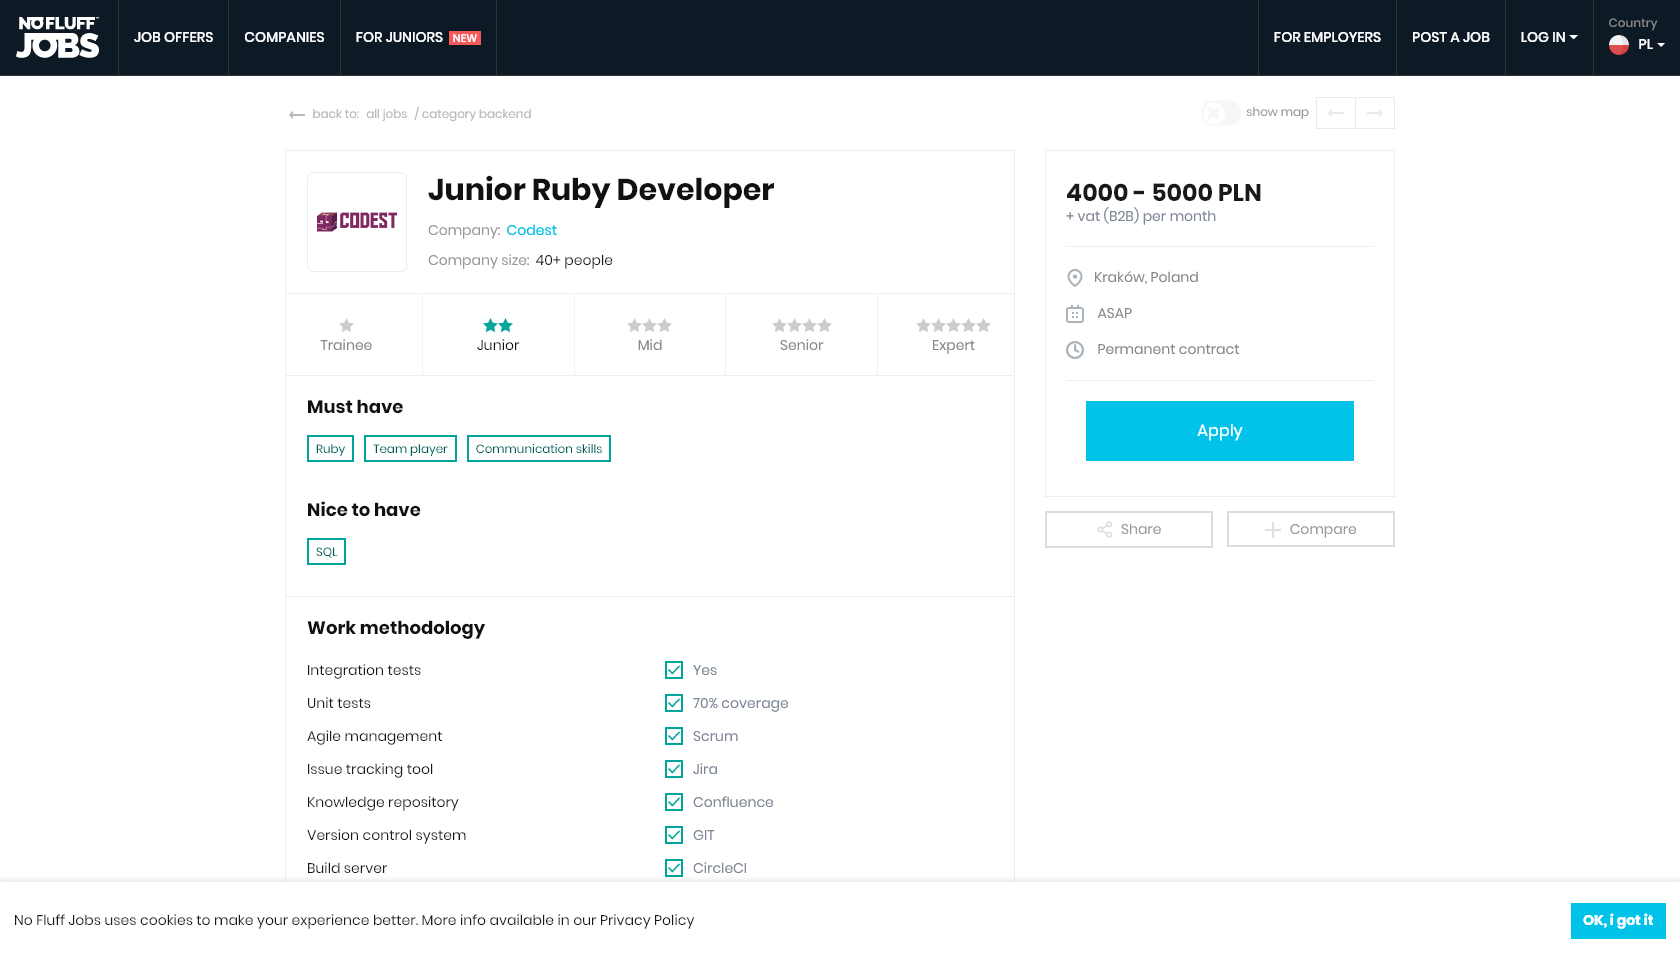 NO FLUFF
JOBS
JOB OFFERS
COMPANIES
FOR JUNIORS NEW
FOR EMPLOYERS
POST A JOB
LOG IN
Country
PL
back to: all jobs / category backend
show map
CODEST
Junior Ruby Developer
Company: Codest
Company size: 40+ people
Trainee
Junior
Mid
Senior
Expert
Must have
Ruby
Team player
Communication skills
Nice to have
SQL
Work methodology
Integration tests Yes
Unit tests 70% coverage
Agile management Scrum
Issue tracking tool Jira
Knowledge repository Confluence
Version control system GIT
Build server CircleCI
4000 - 5000 PLN
+ vat (B2B) per month
Kraków, Poland
ASAP
Permanent contract
Apply
Share
Compare
No Fluff Jobs uses cookies to make your experience better. More info available in our Privacy Policy
OK, i got it